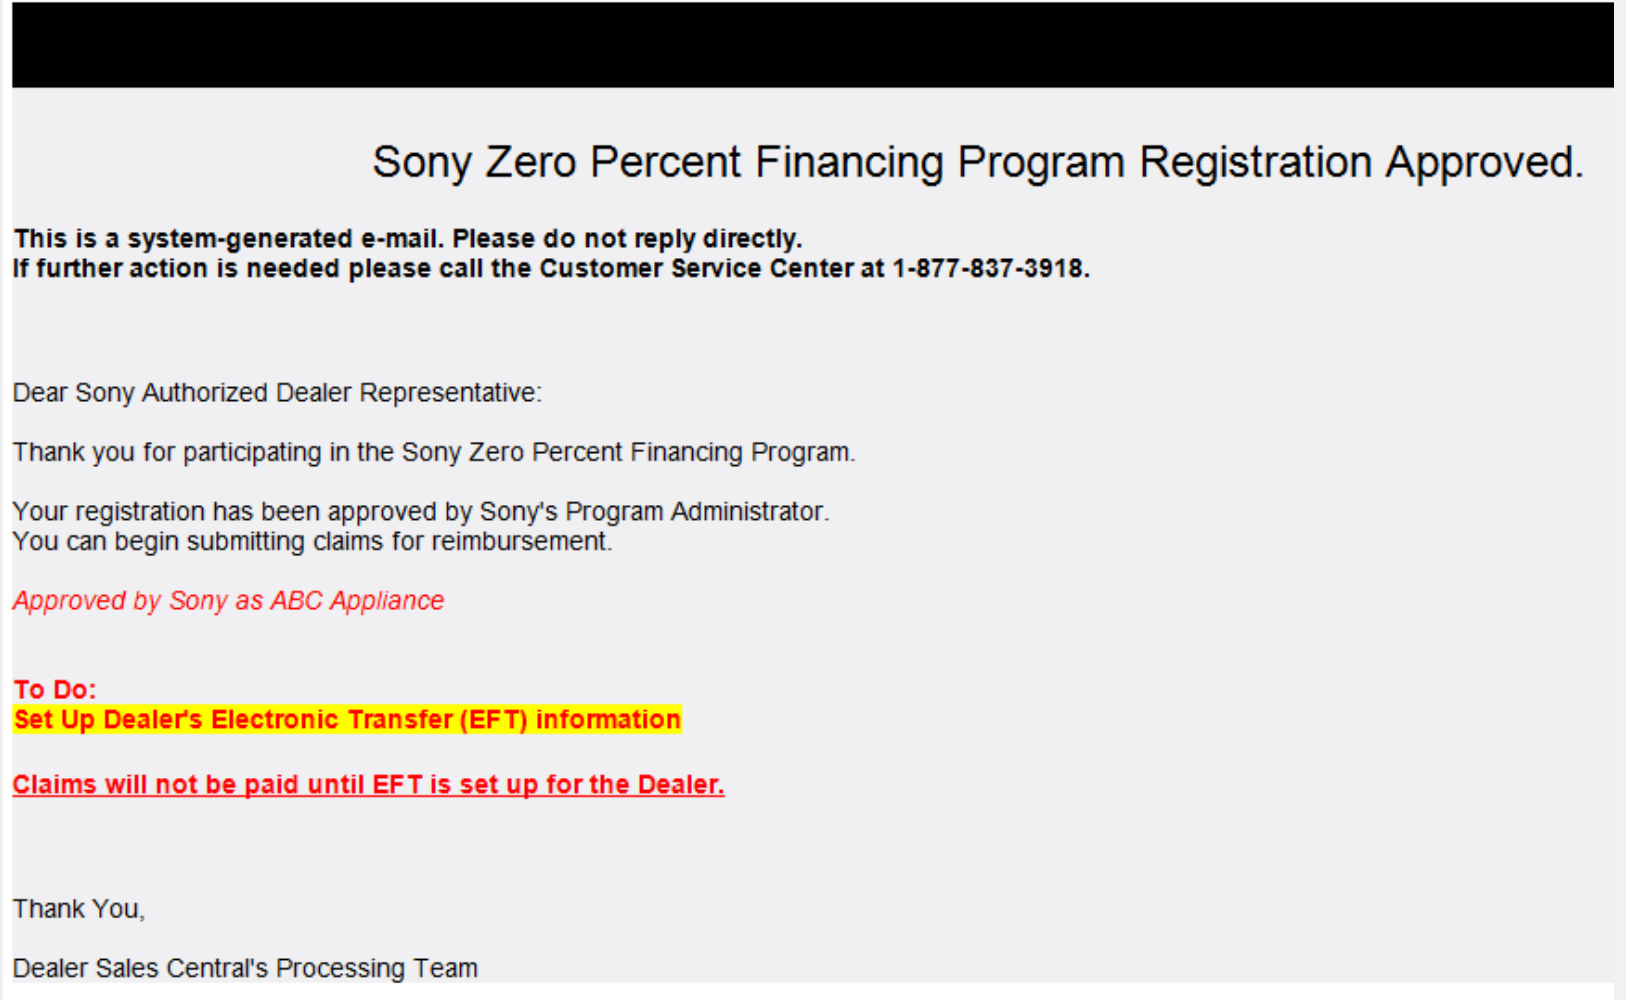 Sony Zero Percent Financing Program Registration Approved.
This is a system-generated e-mail. Please do not reply directly.
If further action is needed please call the Customer Service Center at 1-877-837-3918.
Dear Sony Authorized Dealer Representative:
Thank you for participating in the Sony Zero Percent Financing Program.
Your registration has been approved by Sony's Program Administrator.
You can begin submitting claims for reimbursement.
Approved by Sony as ABC Appliance
To Do:
Set Up Dealer's Electronic Transfer (EFT) information
Claims will not be paid until EFT is set up for the Dealer.
Thank You,
Dealer Sales Central's Processing Team